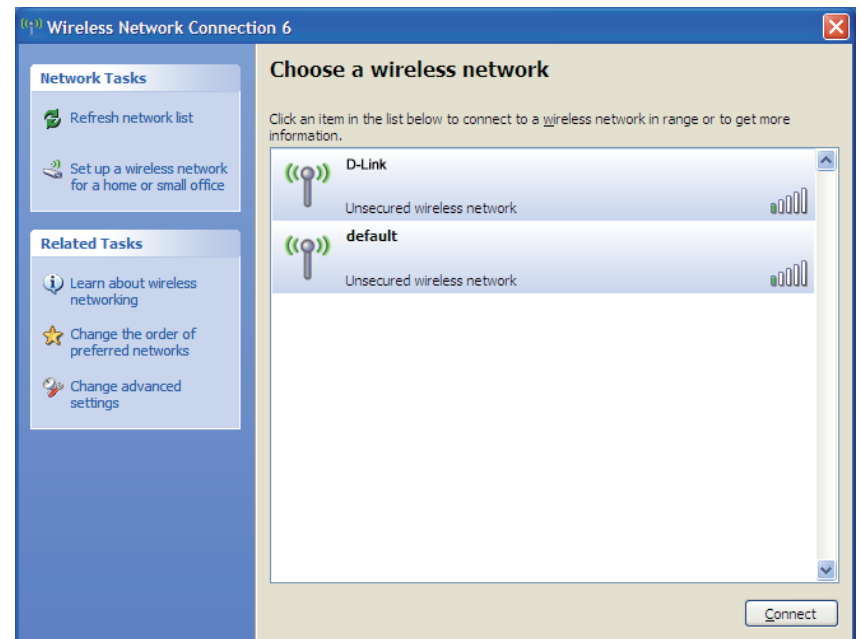 Wireless Network Connection 6
Network Tasks
Refresh network list
Set up a wireless network
for a home or small office
Related Tasks
Learn about wireless
networking
Change the order of
preferred networks
Change advanced
settings
Choose a wireless network
Click an item in the list below to connect to a wireless network in range or to get more
information.
D-Link
Unsecured wireless network
default
Unsecured wireless network
Connect